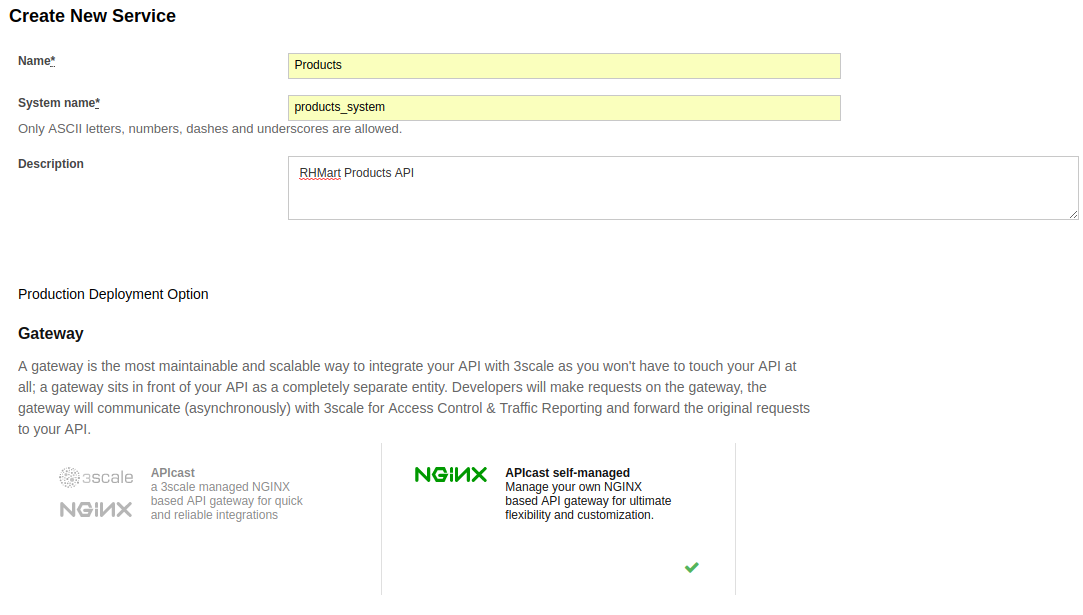 Create New Service
Name*
Products
System name*
products_system
Only ASCII letters, numbers, dashes and underscores are allowed.
Description
RHMart Products API
Production Deployment Option
Gateway
A gateway is the most maintainable and scalable way to integrate your API with 3scale as you won't have to touch your API at
all; a gateway sits in front of your API as a completely separate entity. Developers will make requests on the gateway, the
gateway will communicate (asynchronously) with 3scale for Access Control & Traffic Reporting and forward the original requests
to your API.
3scale
NGINX
APIcast
a 3scale managed NGINX
based API gateway for quick
and reliable integrations
NGINX
APIcast self-managed
Manage your own NGINX
based API gateway for ultimate
flexibility and customization.